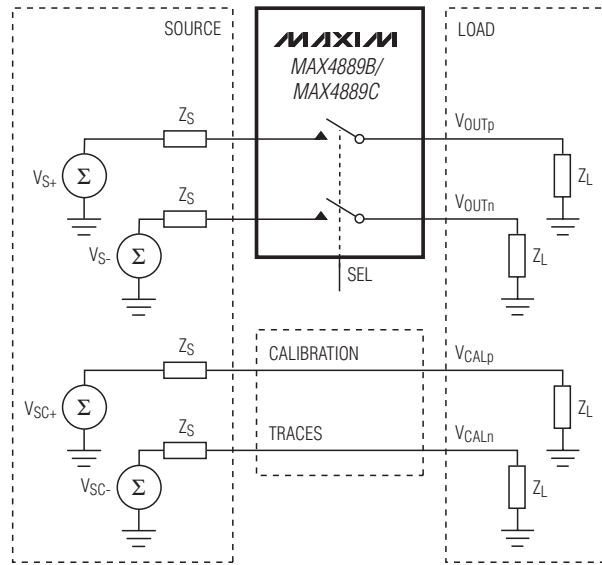 SOURCE
MAXIM
MAX4889B/
MAX4889C
LOAD
ZS
VOUTp
VS+
Σ
ZL
ZS
VOUTn
VS-
Σ
ZL
SEL
ZS
CALIBRATION
VCALp
VSC+
Σ
ZL
ZS
TRACES
VCALn
VSC-
Σ
ZL